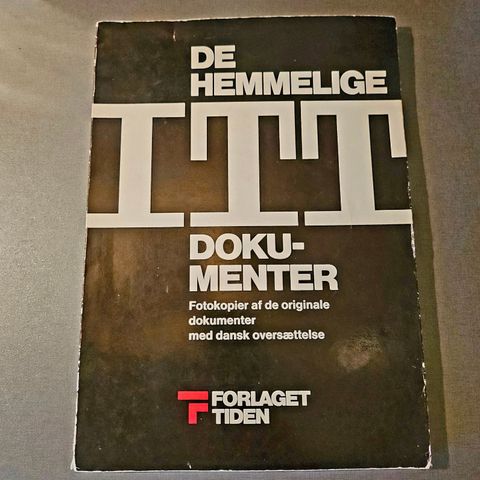 DE
HEMMELIGE
ITT
DOKU-
MENTER
Fotokopier af de originale
dokumenter
med dansk oversættelse
FORLAGET
TIDEN